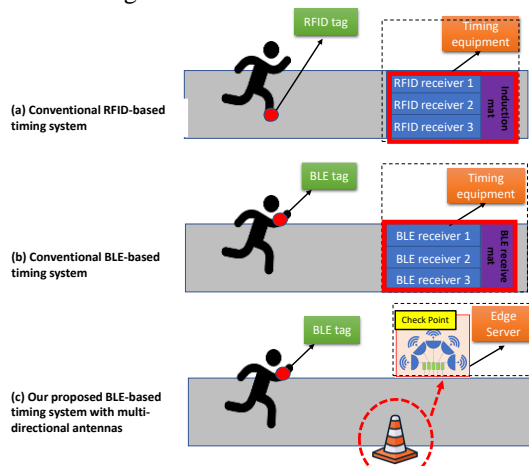 RFID tag
Timing
equipment
RFID receiver 1
RFID receiver 2
RFID receiver 3
Induction
mat
(a) Conventional RFID-based
timing system
BLE tag
Timing
equipment
BLE receiver 1
BLE receiver 2
BLE receiver 3
BLE receive
mat
(b) Conventional BLE-based
timing system
Check Point
Edge
Server
BLE tag
(c) Our proposed BLE-based
timing system with multi-
directional antennas